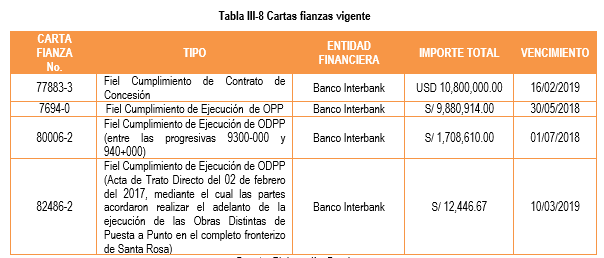 Tabla III-8 Cartas fianzas vigente
CARTA
FIANZA
No.
TIPO
ENTIDAD
FINANCIERA
IMPORTE TOTAL
VENCIMIENTO
77883-3
Fiel Cumplimiento de Contrato de
Concesión
Banco Interbank
USD 10,800,000.00
16/02/2019
7694-0
Fiel Cumplimiento de Ejecución de OPP
Banco Interbank
S/ 9,880,914.00
30/05/2018
80006-2
Fiel Cumplimiento de Ejecución de ODPP
(entre las progresivas 9300-000 y
940+000)
Banco Interbank
S/ 1,708,610.00
01/07/2018
82486-2
Fiel Cumplimiento de Ejecución de ODPP
(Acta de Trato Directo del 02 de febrero
del 2017, mediante el cual las partes
acordaron realizar el adelanto de la
ejecución de las Obras Distintas de
Puesta a Punto en el completo fronterizo
de Santa Rosa)
Banco Interbank
S/ 12,446.67
10/03/2019